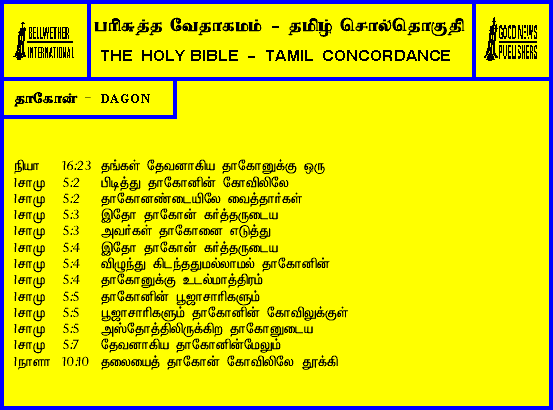 BELLWETHER
INTERNATIONAL
பரிசுத்த வேதாகமம் - தமிழ் சொல்தொகுதி
THE HOLY BIBLE - TAMIL CONCORDANCE
GOOD NEWS
PUBLISHERS
தாகோன் - DAGON
நியா 16:23 தங்கள் தேவனாகிய தாகோனுக்கு ஒரு
1சாமு 5:2 பிடித்து தாகோனின் கோவிலிலே
1சாமு 5:2 தாகோனண்டையிலே வைத்தார்கள்
1சாமு 5:3 இதோ தாகோன் கர்த்தருடைய
1சாமு 5:3 அவர்கள் தாகோனை எடுத்து
1சாமு 5:4 இதோ தாகோன் கர்த்தருடைய
1சாமு 5:4 விழுந்து கிடந்ததுமல்லாமல் தாகோனின்
1சாமு 5:4 தாகோனுக்கு உடல்மாத்திரம்
1சாமு 5:5 தாகோனின் பூஜாசாரிகளும்
1சாமு 5:5 பூஜாசாரிகளும் தாகோனின் கோவிலுக்குள்
1சாமு 5:5 அஸ்தோத்திலிருக்கிற தாகோனுடைய
1சாமு 5:7 தேவனாகிய தாகோனின்மேலும்
1நாளா 10:10 தலையைத் தாகோன் கோவிலிலே தூக்கி